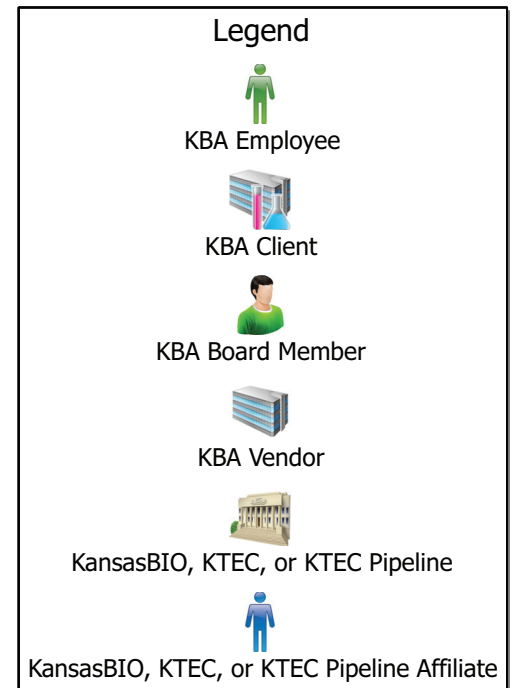 Legend
KBA Employee
KBA Client
KBA Board Member
KBA Vendor
KansasBIO, KTEC, or KTEC Pipeline
KansasBIO, KTEC, or KTEC Pipeline Affiliate